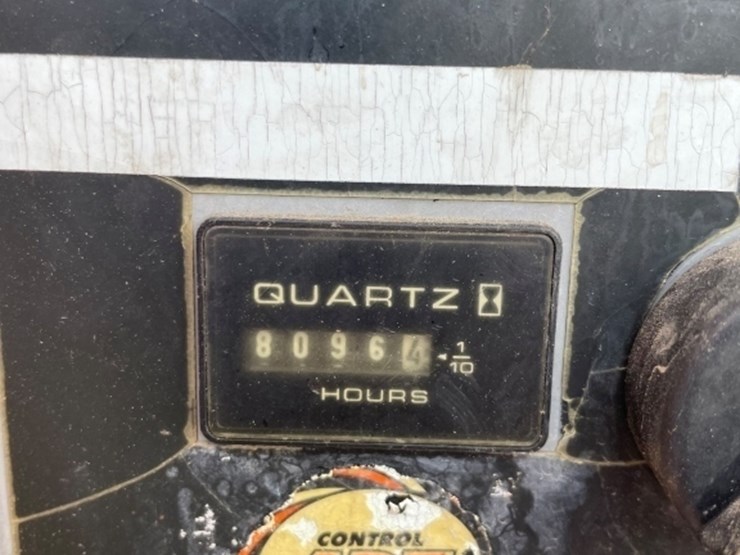 QUARTZ
80964 1/10
HOURS
CONTROL